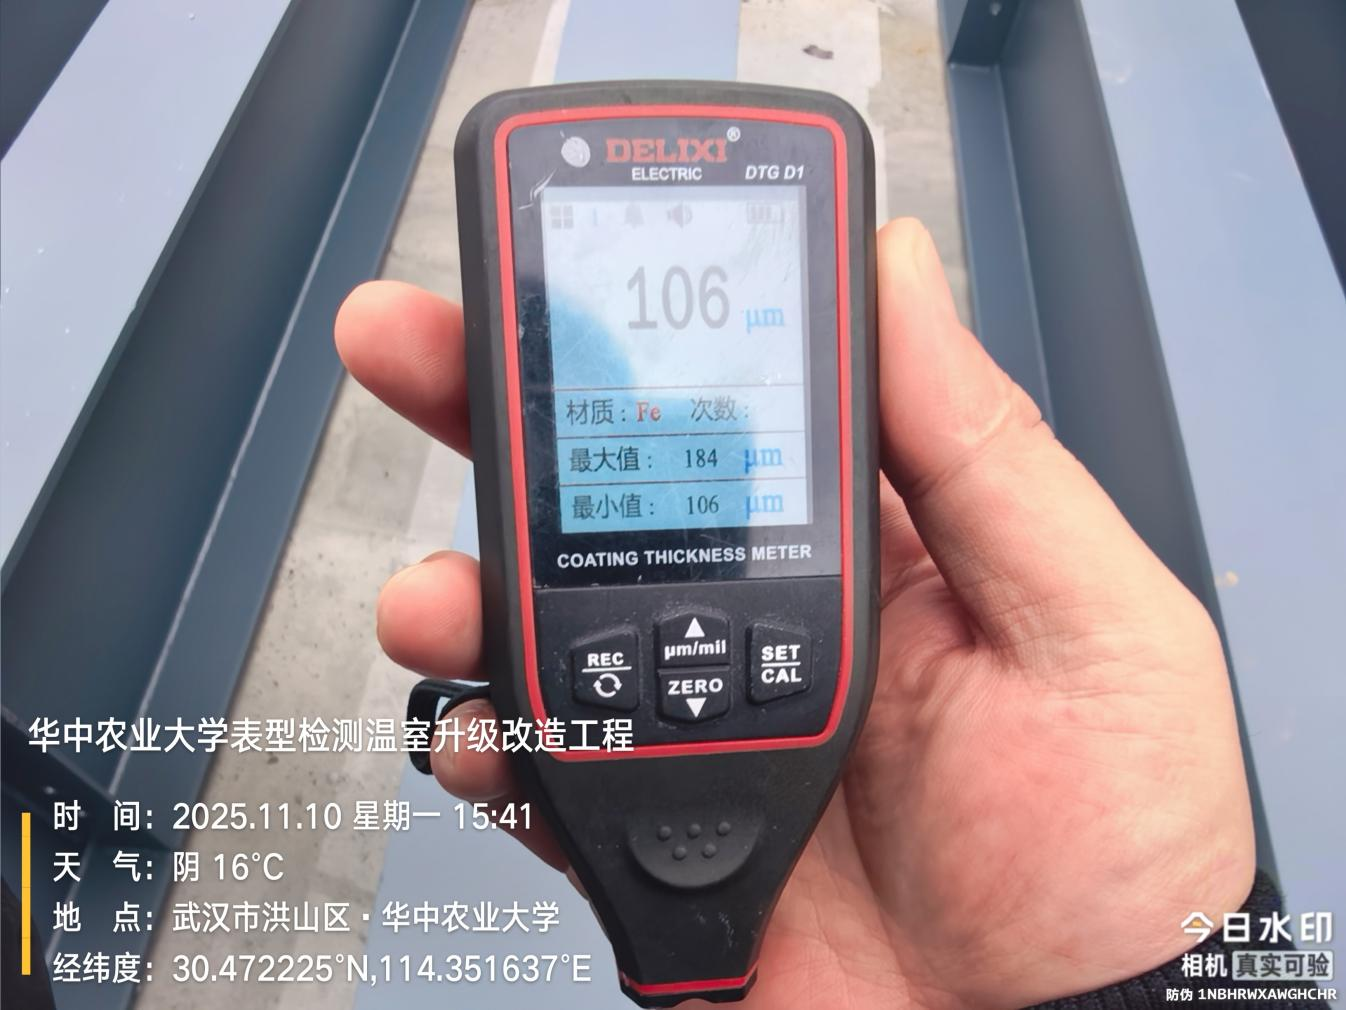 DELIXI®
ELECTRIC DTG D1
106 μm
材质：Fe 次数：
最大值： 184 μm
最小值： 106 μm
COATING THICKNESS METER
REC
μm/mil
ZERO
SET
CAL
华中农业大学表型检测温室升级改造工程
时 间：2025.11.10 星期一 15:41
天 气：阴 16°C
地 点：武汉市洪山区·华中农业大学
经纬度：30.472225°N,114.351637°E
今日水印
相机 真实可验
防伪 1NBHRWXAWGHCHR